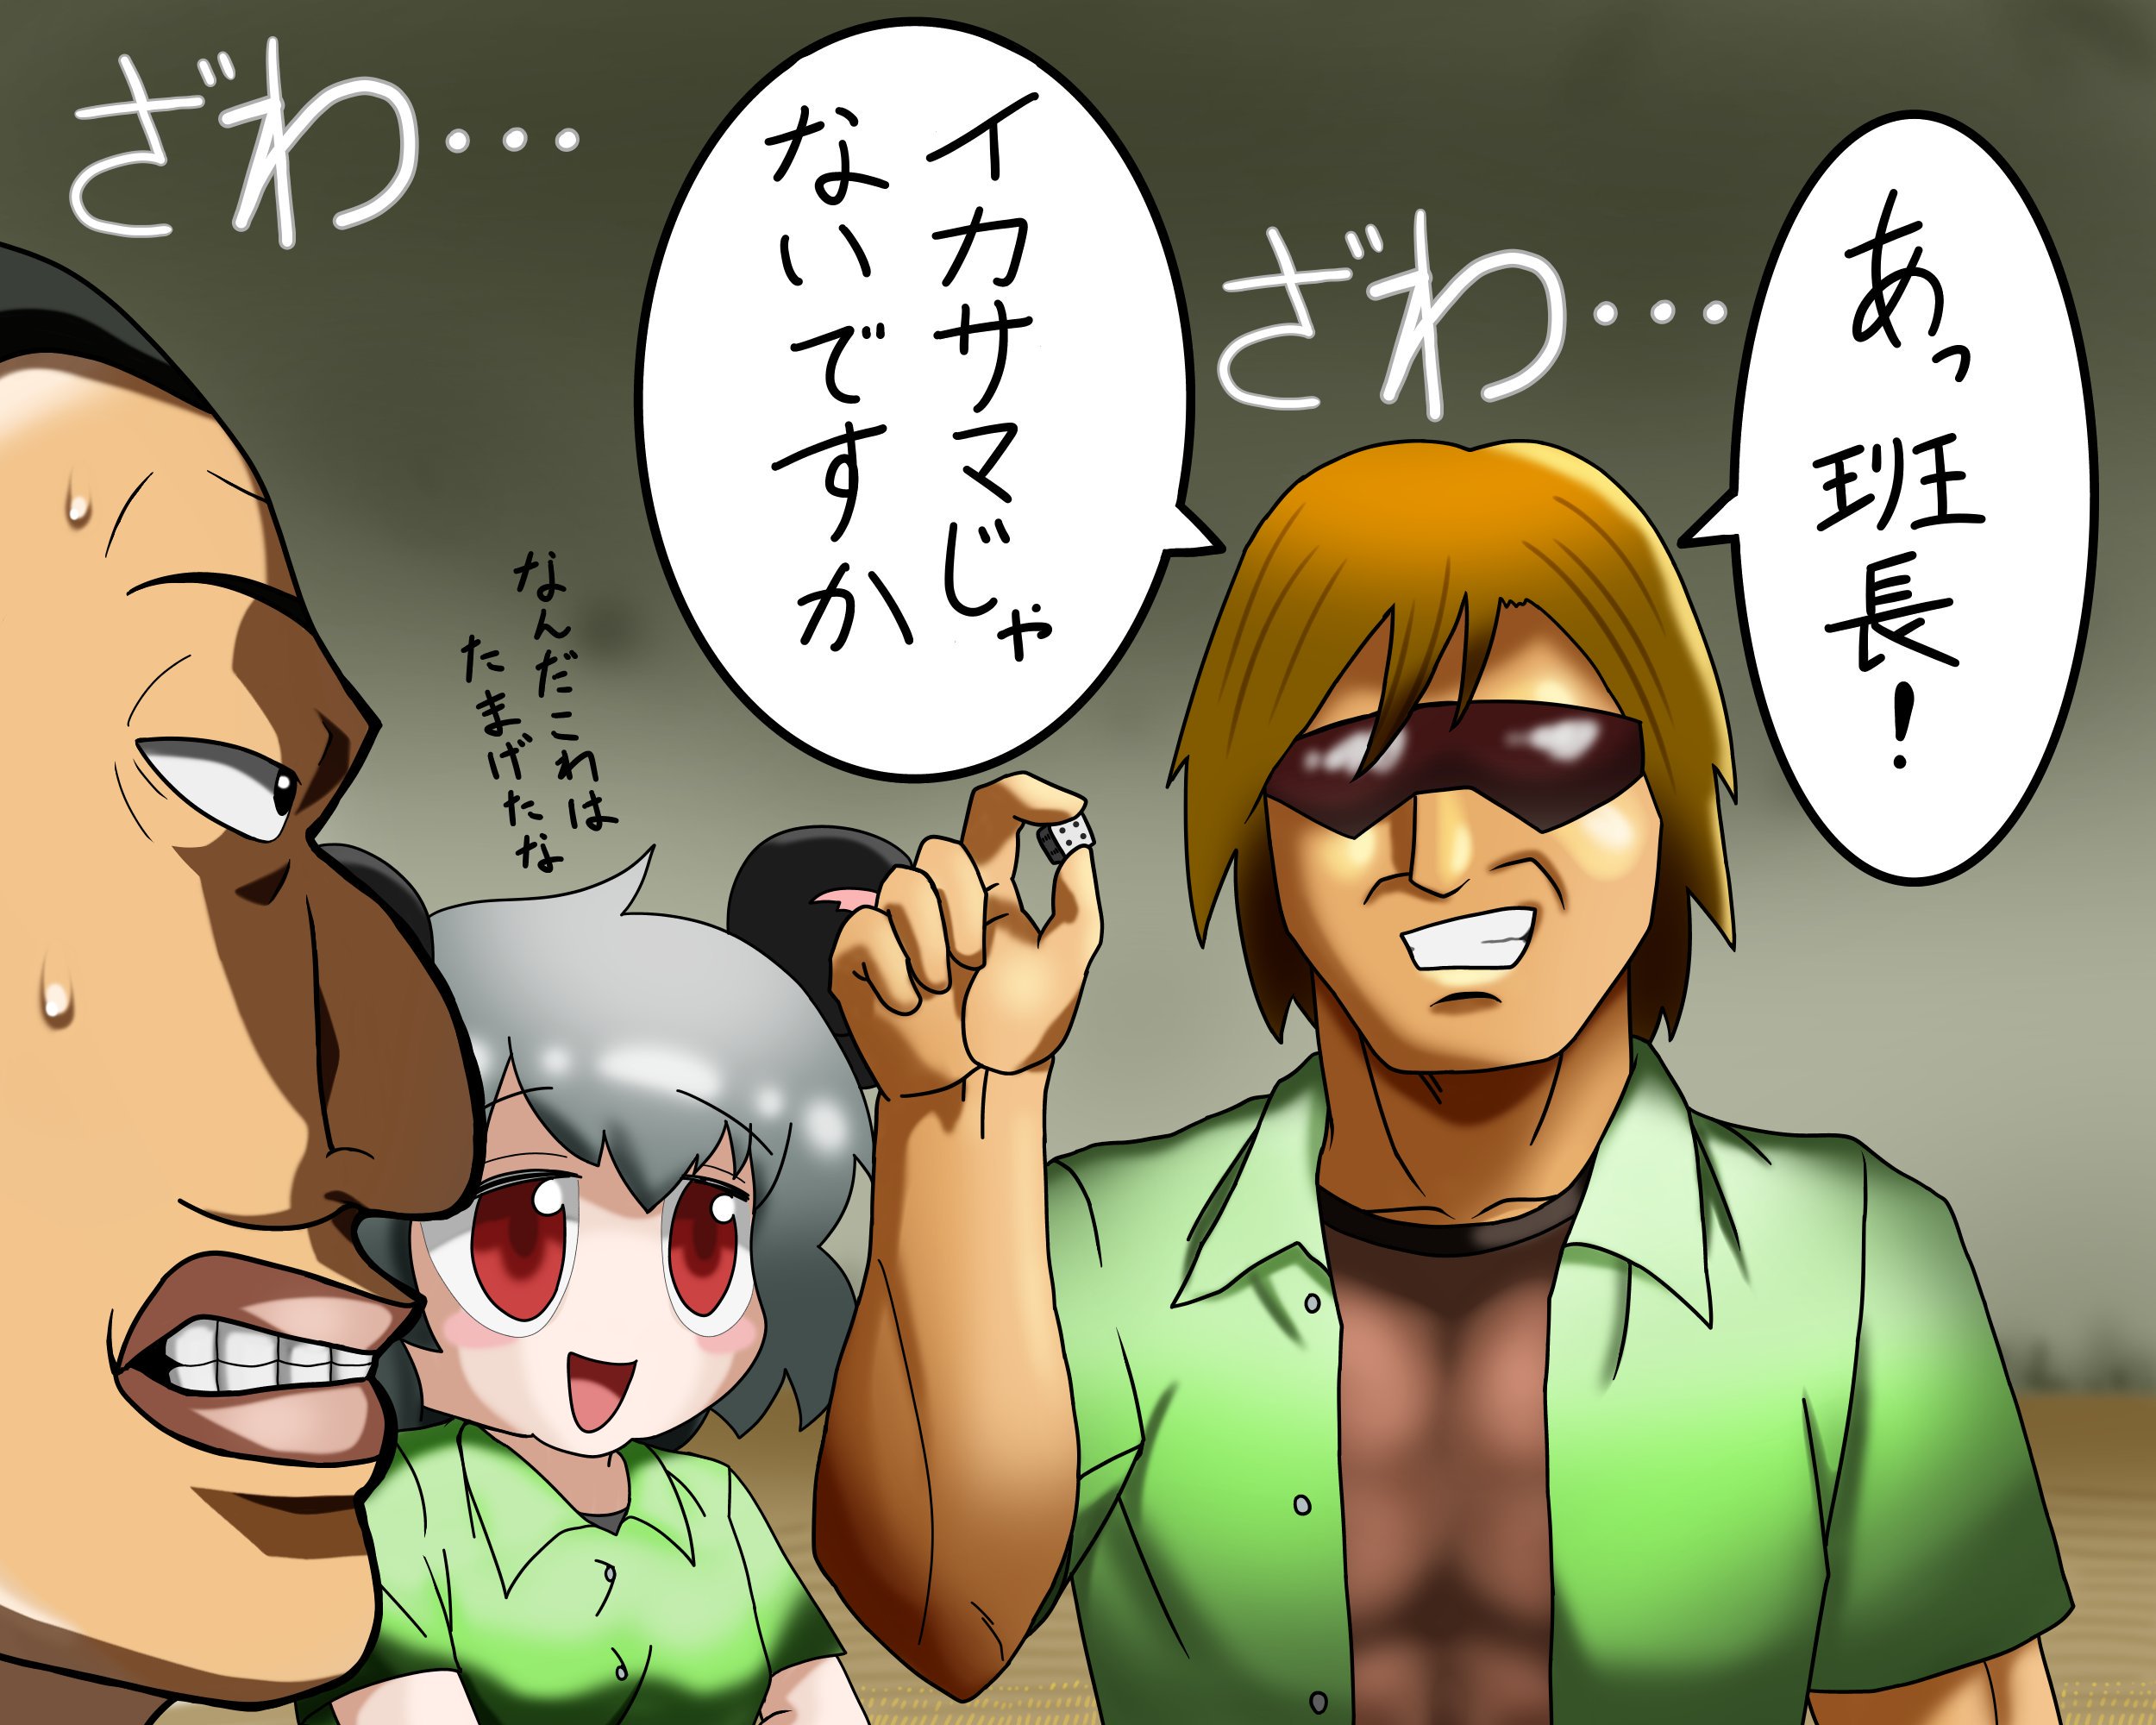 あっ
班長!
ざわ…
イカサマじゃ
ないですか
ざわ…
なんだこれは
たまげたな